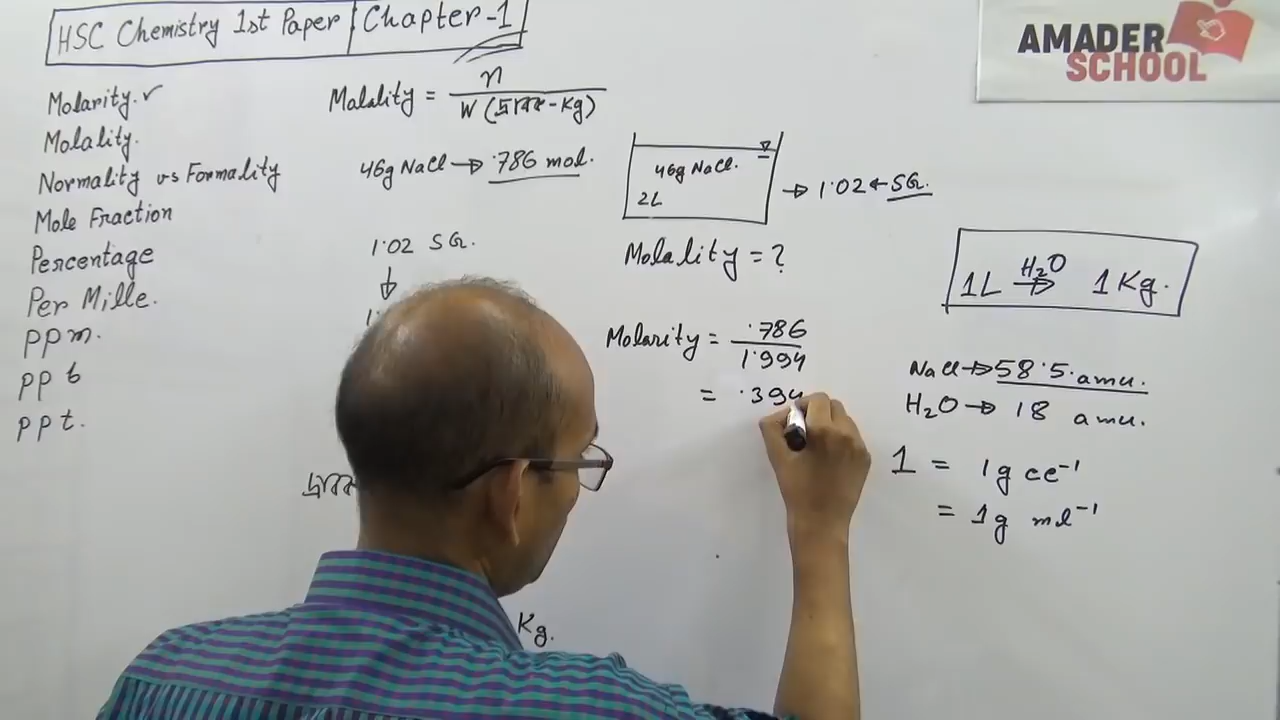 HSC Chemistry 1st Paper Chapter-1
AMADER
SCHOOL
Molarity. ✓
Molality.
Normality vs Formality
Mole Fraction
Percentage
Per Mille.
PPm.
PPb
PPt.
Malality = n
W (দ্রাবক-Kg)
46g NaCl → .786 mol.
1.02 SG.
↓
দ্রাবক
Kg.
46g NaCl.
2L
→ 1.02 ← SG.
Molality = ?
Molarity = .786
1.994
= .394
1L H₂O → 1 Kg.
NaCl → 58.5 amu.
H₂O → 18 amu.
1 = 1g cc⁻¹
= 1g ml⁻¹